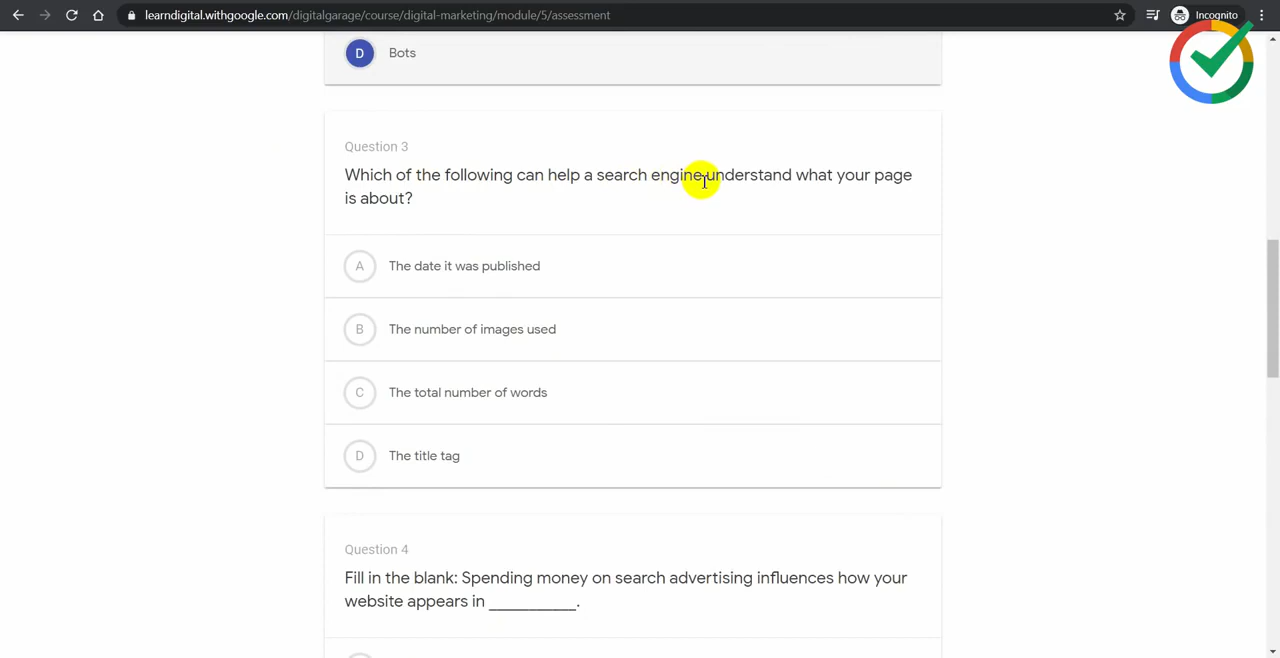 learndigital.withgoogle.com/digitalgarage/course/digital-marketing/module/5/assessment
Incognito
D Bots
Question 3
Which of the following can help a search engine understand what your page
is about?
A The date it was published
B The number of images used
C The total number of words
D The title tag
Question 4
Fill in the blank: Spending money on search advertising influences how your
website appears in ___________.